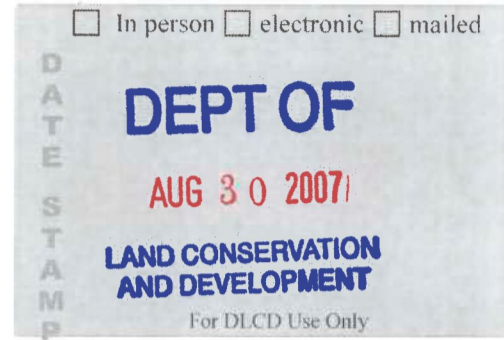 ☐ In person ☐ electronic ☐ mailed
DATE STAMP
DEPT OF
AUG 30 2007
LAND CONSERVATION
AND DEVELOPMENT
For DLCD Use Only